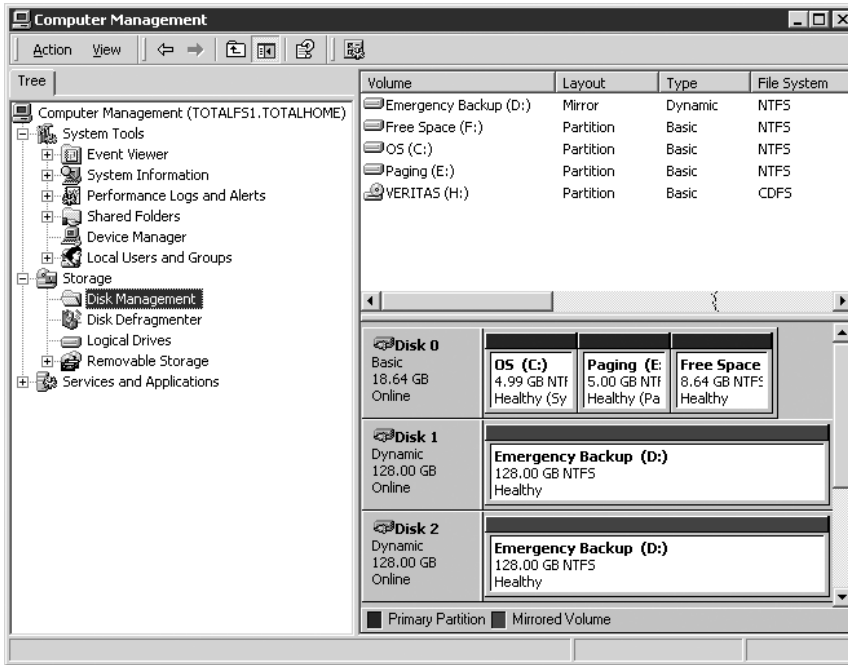 Computer Management
Action View
Tree
Computer Management (TOTALFS1.TOTALHOME)
System Tools
Event Viewer
System Information
Performance Logs and Alerts
Shared Folders
Device Manager
Local Users and Groups
Storage
Disk Management
Disk Defragmenter
Logical Drives
Removable Storage
Services and Applications
Volume Layout Type File System
Emergency Backup (D:) Mirror Dynamic NTFS
Free Space (F:) Partition Basic NTFS
OS (C:) Partition Basic NTFS
Paging (E:) Partition Basic NTFS
VERITAS (H:) Partition Basic CDFS
Disk 0
Basic
18.64 GB
Online
OS (C:)
4.99 GB NTF
Healthy (Sy
Paging (E:
5.00 GB NTF
Healthy (Pa
Free Space
8.64 GB NTFS
Healthy
Disk 1
Dynamic
128.00 GB
Online
Emergency Backup (D:)
128.00 GB NTFS
Healthy
Disk 2
Dynamic
128.00 GB
Online
Emergency Backup (D:)
128.00 GB NTFS
Healthy
Primary Partition Mirrored Volume